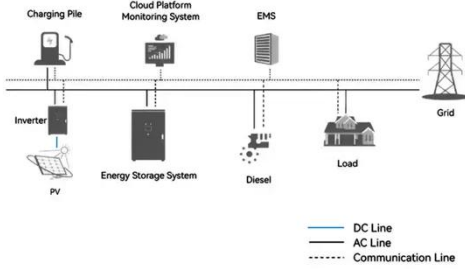 Charging Pile
Cloud Platform
Monitoring System
EMS
Grid
Inverter
PV
Energy Storage System
Diesel
Load
DC Line
AC Line
Communication Line